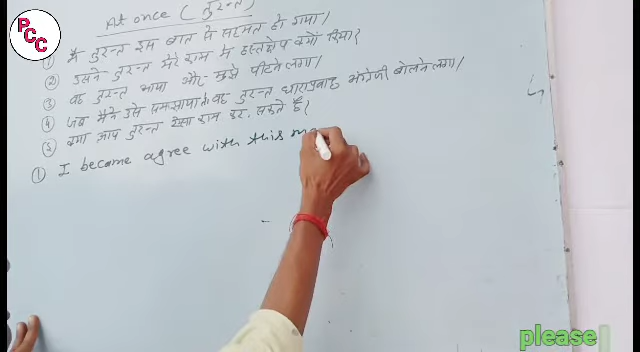 PCC
At once (तुरन्त)
① मैं तुरन्त इस बात से सहमत हो गया।
② उसने तुरन्त मेरे काम में हस्तक्षेप क्यों किया?
③ वह तुरन्त आया और मुझे पीटने लगा।
④ जब मैंने उसे समझाया तो वह तुरन्त धाराप्रवाह अंग्रेजी बोलने लगा।
⑤ क्या आप तुरन्त ऐसा काम कर सकते हैं।
① I became agree with this
please